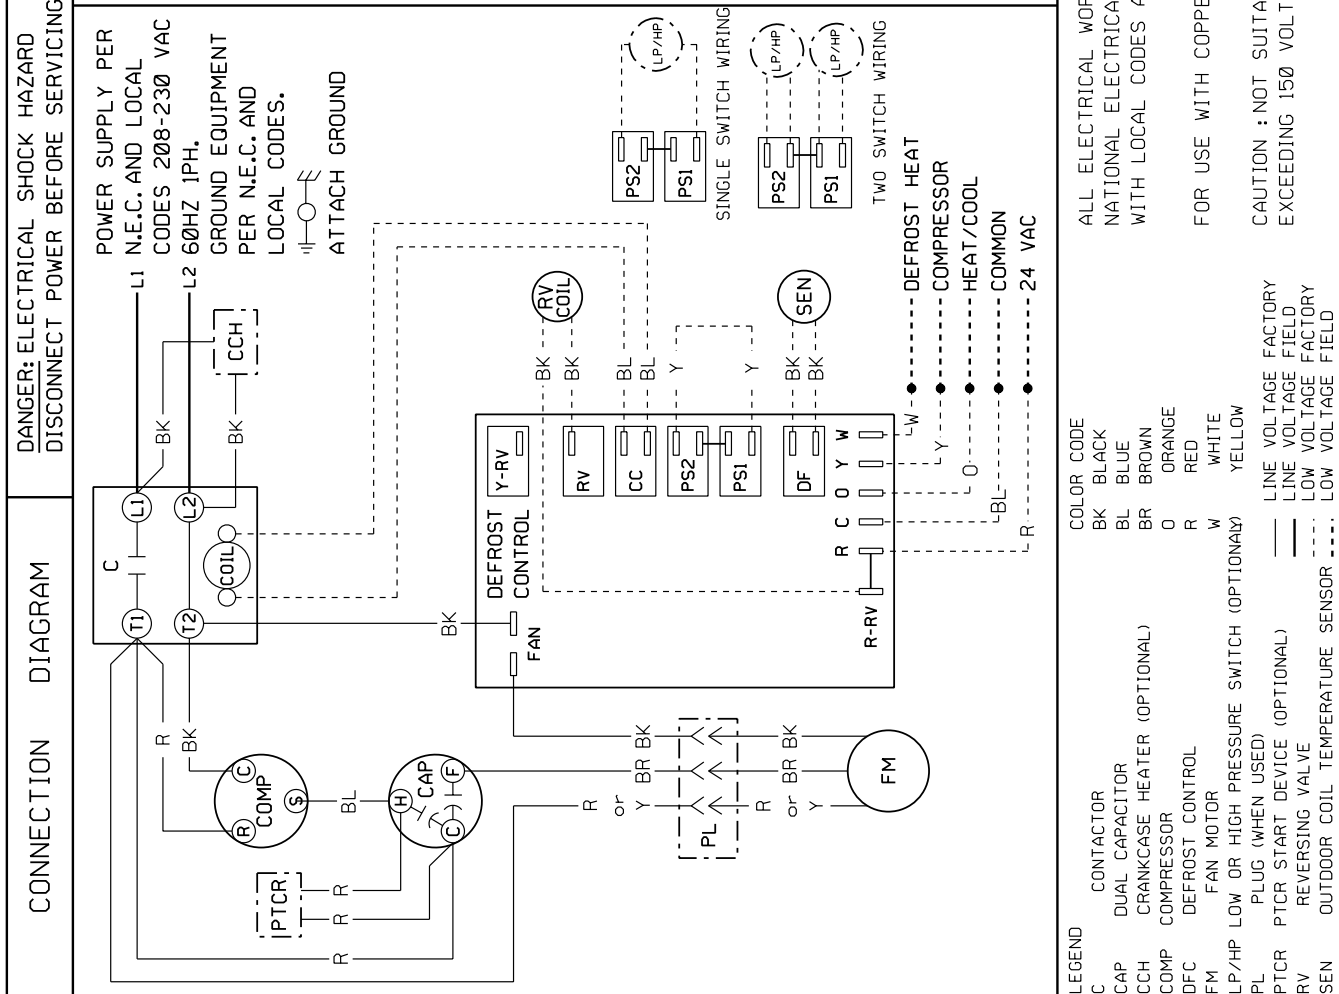 CONNECTION DIAGRAM
DANGER: ELECTRICAL SHOCK HAZARD
DISCONNECT POWER BEFORE SERVICING
POWER SUPPLY PER
N.E.C. AND LOCAL
CODES 208-230 VAC
60HZ 1PH.
GROUND EQUIPMENT
PER N.E.C. AND
LOCAL CODES.
ATTACH GROUND
L1
L2
CCH
BK
BK
C
L1
L2
T1
T2
COIL
R
BK
COMP
C
S
R
BL
CAP
H
F
C
PTCR
R
R
R
BK
DEFROST
CONTROL
FAN
Y-RV
RV
CC
PS2
PS1
DF
W
Y
O
C
R
R-RV
RV
COIL
BK
BK
BL
BL
Y
Y
BK
BK
SEN
W
Y
O
BL
R
DEFROST HEAT
COMPRESSOR
HEAT/COOL
COMMON
24 VAC
LP/HP
PS2
PS1
SINGLE SWITCH WIRING
LP/HP
LP/HP
PS2
PS1
TWO SWITCH WIRING
BK
BR
R
or
Y
PL
BK
BR
R
or
Y
FM
LEGEND
C CONTACTOR
CAP DUAL CAPACITOR
CCH CRANKCASE HEATER (OPTIONAL)
COMP COMPRESSOR
DFC DEFROST CONTROL
FM FAN MOTOR
LP/HP LOW OR HIGH PRESSURE SWITCH (OPTIONAL)
PL PLUG (WHEN USED)
PTCR PTCR START DEVICE (OPTIONAL)
RV REVERSING VALVE
SEN OUTDOOR COIL TEMPERATURE SENSOR
COLOR CODE
BK BLACK
BL BLUE
BR BROWN
O ORANGE
R RED
W WHITE
Y YELLOW
LINE VOLTAGE FACTORY
LINE VOLTAGE FIELD
LOW VOLTAGE FACTORY
LOW VOLTAGE FIELD
ALL ELECTRICAL WOR
NATIONAL ELECTRICA
WITH LOCAL CODES A
FOR USE WITH COPPE
CAUTION : NOT SUITA
EXCEEDING 150 VOLT